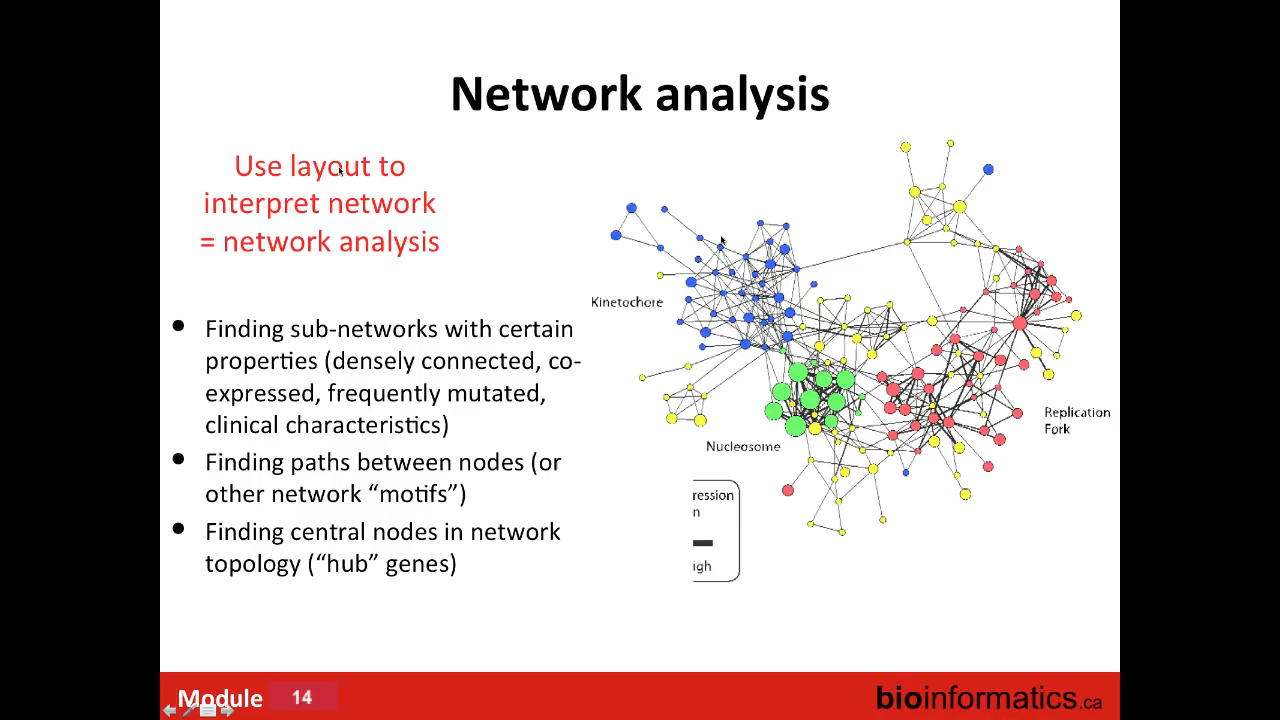 Network analysis
Use layout to
interpret network
= network analysis
• Finding sub-networks with certain
properties (densely connected, co-
expressed, frequently mutated,
clinical characteristics)
• Finding paths between nodes (or
other network “motifs”)
• Finding central nodes in network
topology (“hub” genes)
Kinetochore
Nucleosome
Replication
Fork
ression
n
igh
Module 14
bioinformatics.ca